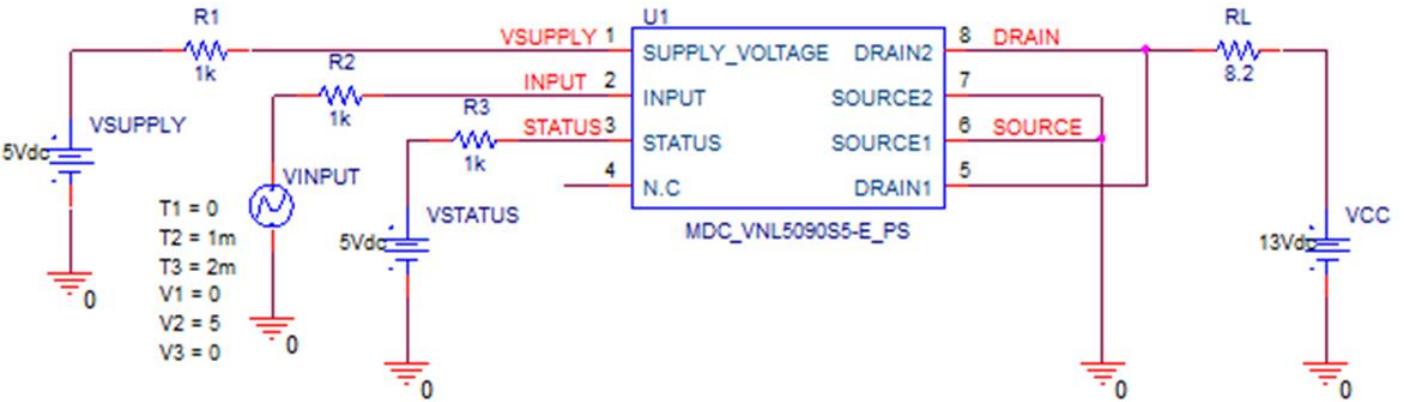 R1
1k
R2
1k
R3
1k
VSUPPLY 1
INPUT 2
STATUS 3
4
U1
SUPPLY_VOLTAGE DRAIN2
INPUT SOURCE2
STATUS SOURCE1
N.C DRAIN1
MDC_VNL5090S5-E_PS
8 DRAIN
7
6 SOURCE
5
RL
8.2
VSUPPLY
5Vdc
0
VINPUT
T1 = 0
T2 = 1m
T3 = 2m
V1 = 0
V2 = 5
V3 = 0
0
VSTATUS
5Vdc
0
0
VCC
13Vdc
0